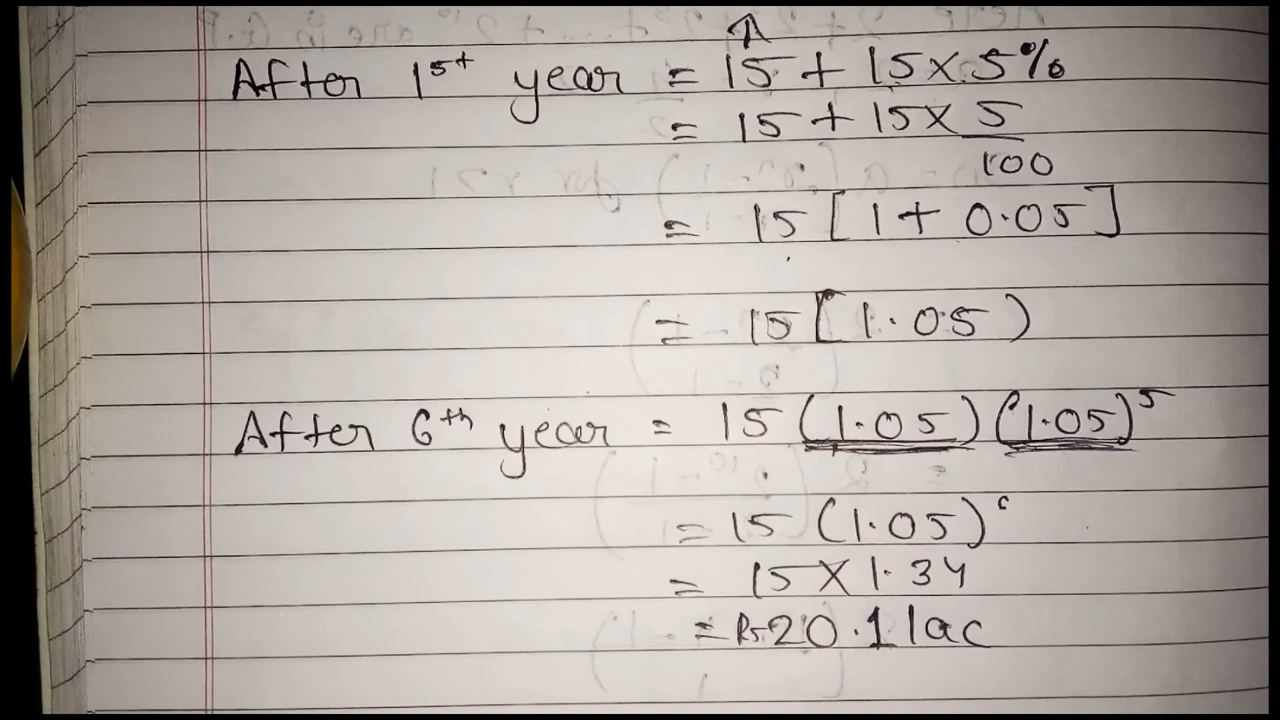 After 1st year = 15 + 15 x 5%
= 15 + 15 x 5/100
= 15 [ 1 + 0.05 ]
= 15 [ 1.05 )
After 6th year = 15 (1.05) (1.05)^5
= 15 (1.05)^6
= 15 X 1.34
= Rs 20.1 lac